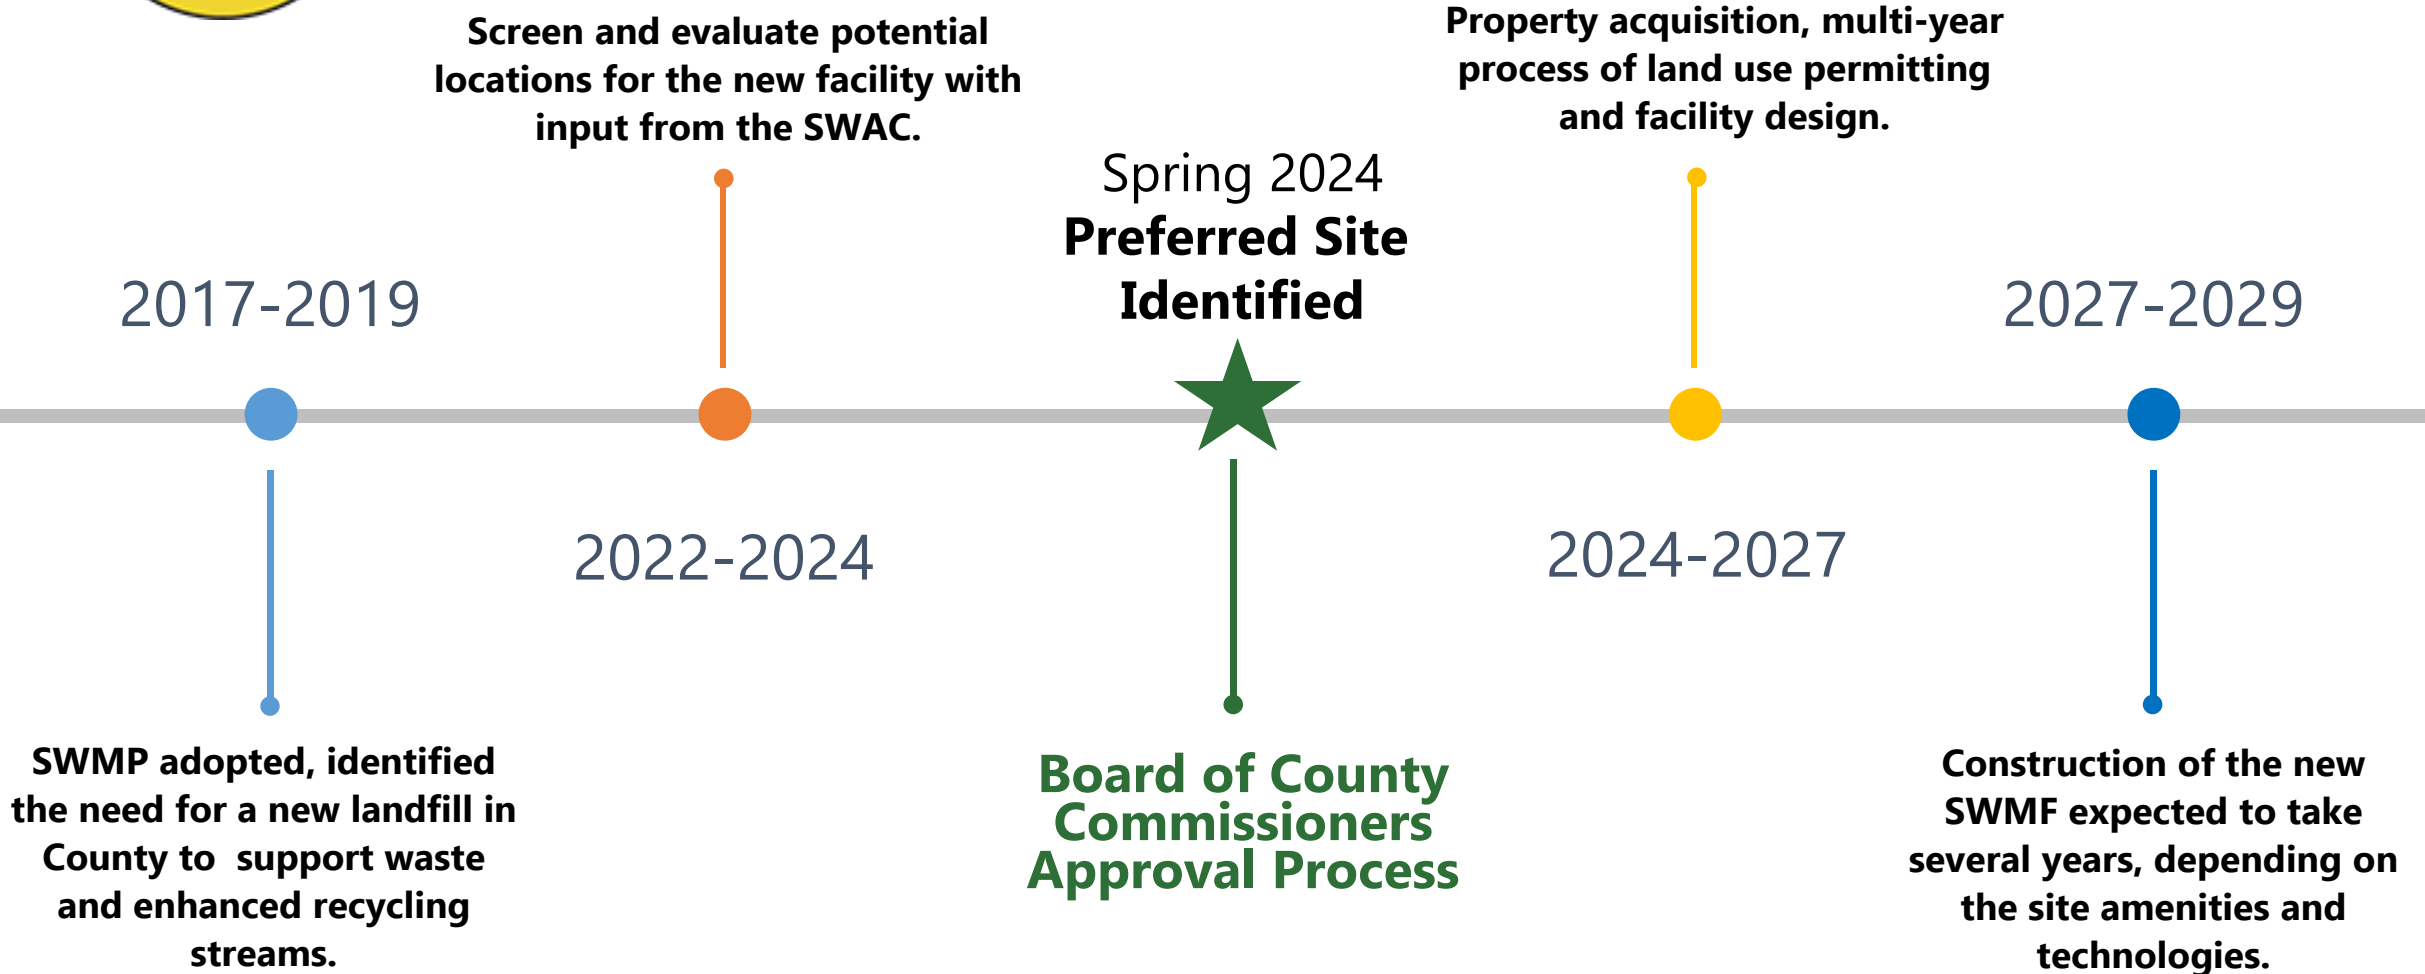 Screen and evaluate potential
locations for the new facility with
input from the SWAC.
Property acquisition, multi-year
process of land use permitting
and facility design.
Spring 2024
Preferred Site
Identified
2017-2019
2027-2029
2022-2024
2024-2027
SWMP adopted, identified
the need for a new landfill in
County to  support waste
and enhanced recycling
streams.
Board of County
Commissioners
Approval Process
Construction of the new
SWMF expected to take
several years, depending on
the site amenities and
technologies.